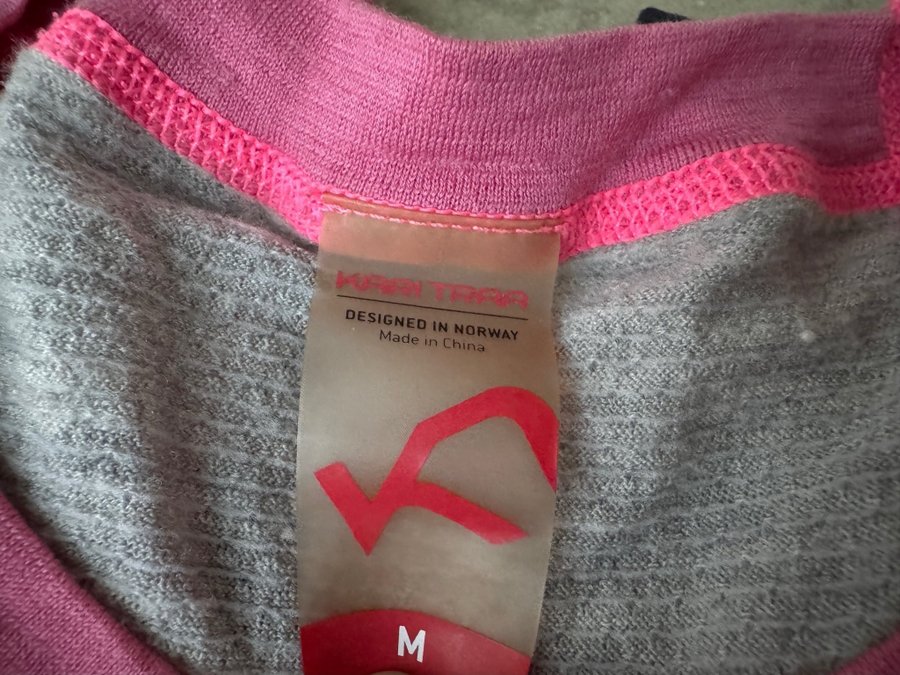 KARI TRAA
DESIGNED IN NORWAY
Made in China
M